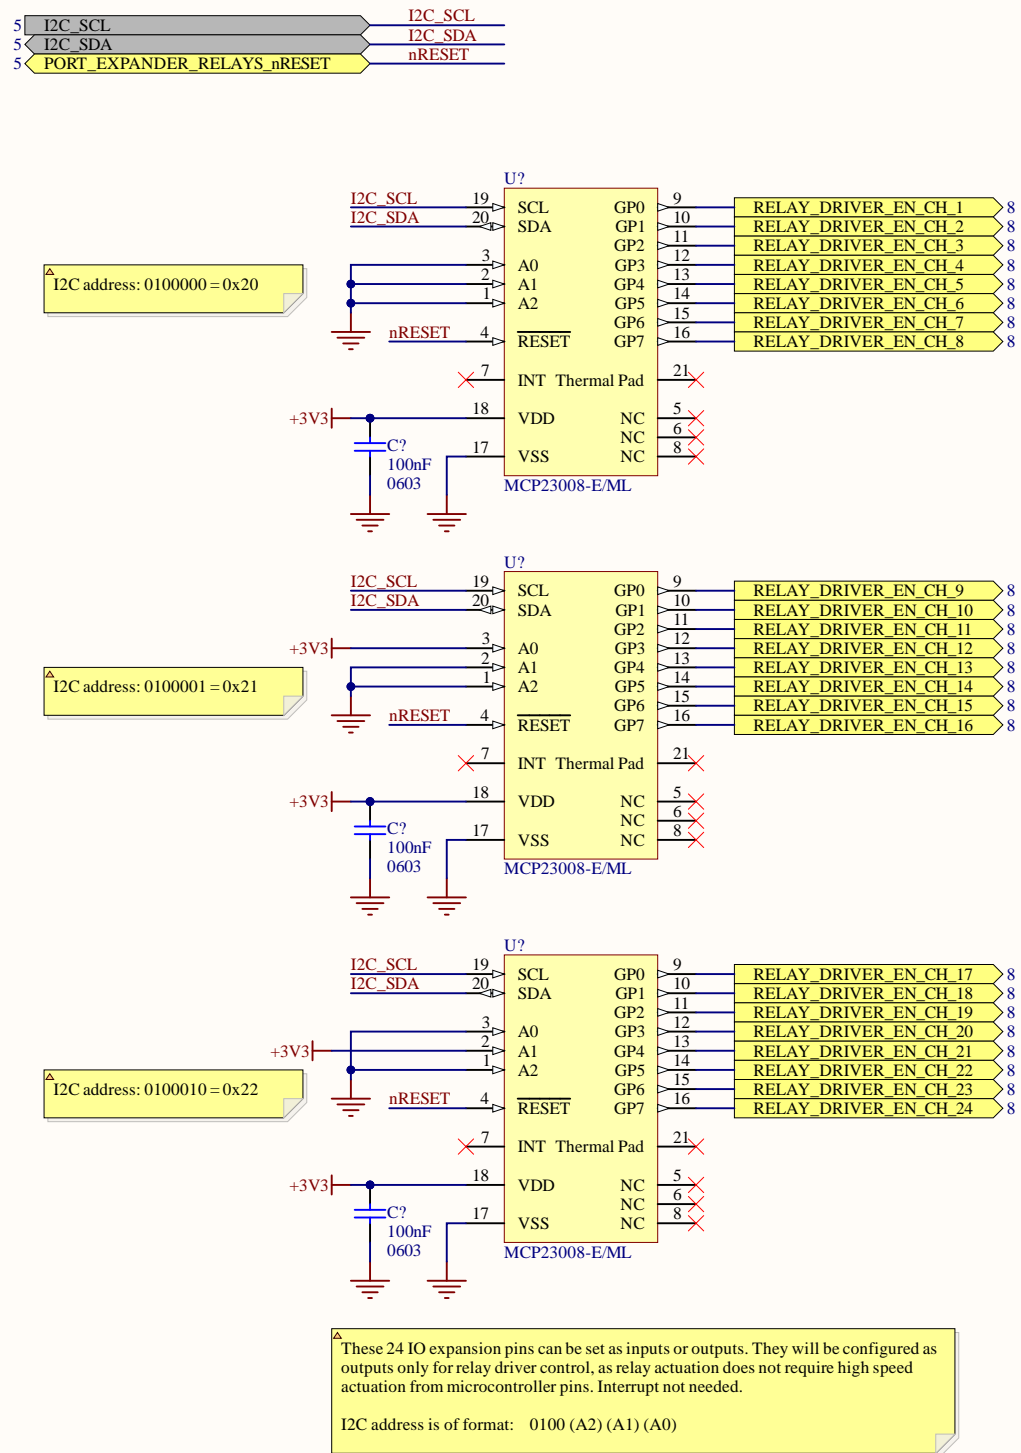 5 I2C_SCL I2C_SCL
5 I2C_SDA I2C_SDA
5 PORT_EXPANDER_RELAYS_nRESET nRESET
U?
I2C_SCL 19 SCL GP0 9 RELAY_DRIVER_EN_CH_1 8
I2C_SDA 20 SDA GP1 10 RELAY_DRIVER_EN_CH_2 8
GP2 11 RELAY_DRIVER_EN_CH_3 8
3 A0 GP3 12 RELAY_DRIVER_EN_CH_4 8
I2C address: 0100000 = 0x20 2 A1 GP4 13 RELAY_DRIVER_EN_CH_5 8
1 A2 GP5 14 RELAY_DRIVER_EN_CH_6 8
GP6 15 RELAY_DRIVER_EN_CH_7 8
nRESET 4 RESET GP7 16 RELAY_DRIVER_EN_CH_8 8
7 INT Thermal Pad 21
+3V3 18 VDD NC 5
C? NC 6
100nF 17 VSS NC 8
0603
MCP23008-E/ML
U?
I2C_SCL 19 SCL GP0 9 RELAY_DRIVER_EN_CH_9 8
I2C_SDA 20 SDA GP1 10 RELAY_DRIVER_EN_CH_10 8
GP2 11 RELAY_DRIVER_EN_CH_11 8
+3V3 3 A0 GP3 12 RELAY_DRIVER_EN_CH_12 8
2 A1 GP4 13 RELAY_DRIVER_EN_CH_13 8
I2C address: 0100001 = 0x21 1 A2 GP5 14 RELAY_DRIVER_EN_CH_14 8
GP6 15 RELAY_DRIVER_EN_CH_15 8
nRESET 4 RESET GP7 16 RELAY_DRIVER_EN_CH_16 8
7 INT Thermal Pad 21
+3V3 18 VDD NC 5
C? NC 6
100nF 17 VSS NC 8
0603
MCP23008-E/ML
U?
I2C_SCL 19 SCL GP0 9 RELAY_DRIVER_EN_CH_17 8
I2C_SDA 20 SDA GP1 10 RELAY_DRIVER_EN_CH_18 8
GP2 11 RELAY_DRIVER_EN_CH_19 8
3 A0 GP3 12 RELAY_DRIVER_EN_CH_20 8
+3V3 2 A1 GP4 13 RELAY_DRIVER_EN_CH_21 8
1 A2 GP5 14 RELAY_DRIVER_EN_CH_22 8
I2C address: 0100010 = 0x22 GP6 15 RELAY_DRIVER_EN_CH_23 8
nRESET 4 RESET GP7 16 RELAY_DRIVER_EN_CH_24 8
7 INT Thermal Pad 21
+3V3 18 VDD NC 5
C? NC 6
100nF 17 VSS NC 8
0603
MCP23008-E/ML
These 24 IO expansion pins can be set as inputs or outputs. They will be configured as
outputs only for relay driver control, as relay actuation does not require high speed
actuation from microcontroller pins. Interrupt not needed.
I2C address is of format: 0100 (A2) (A1) (A0)